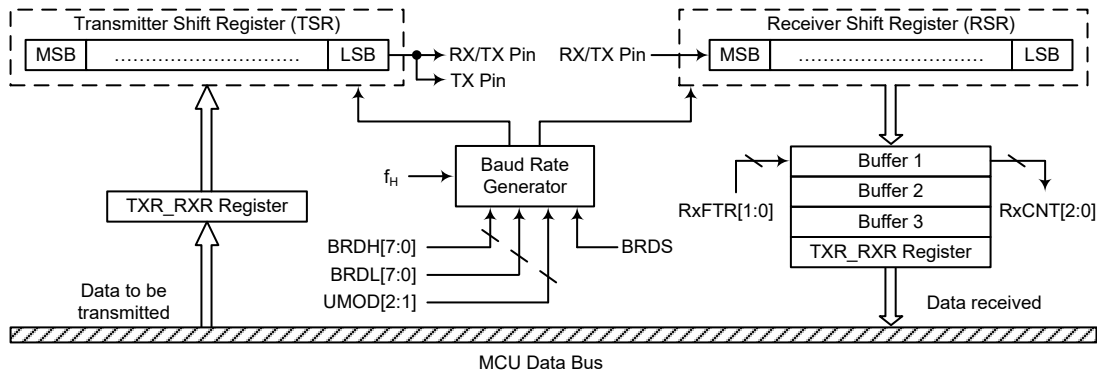 Transmitter Shift Register (TSR)
MSB ................................ LSB
RX/TX Pin
TX Pin
Receiver Shift Register (RSR)
RX/TX Pin
MSB ................................ LSB
TXR_RXR Register
Data to be
transmitted
fH
Baud Rate
Generator
BRDH[7:0]
BRDL[7:0]
UMOD[2:1]
BRDS
RxFTR[1:0]
Buffer 1
RxCNT[2:0]
Buffer 2
Buffer 3
TXR_RXR Register
Data received
MCU Data Bus